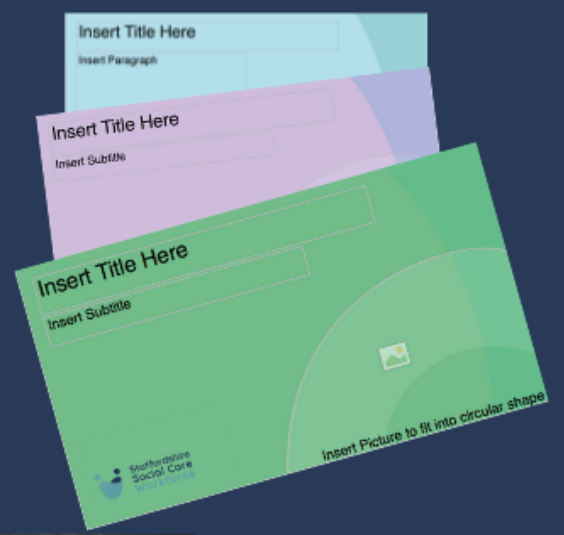 Insert Title Here
Insert Paragraph
Insert Title Here
Insert Subtitle
Insert Title Here
Insert Subtitle
Insert Picture to fit into circular shape
Staffordshire
Social Care
Workforce